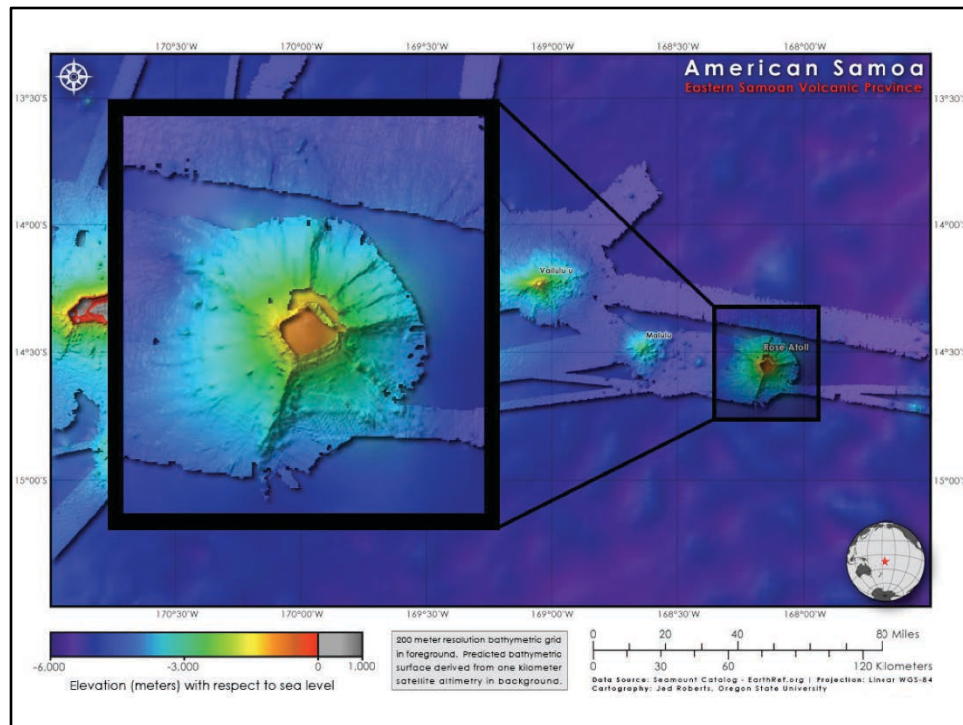 170°30'W 170°00'W 169°00'W 168°30'W 168°00'W
American Samoa
Eastern Samoan Volcanic Province
13°30'S 13°30'S
14°00'S 14°00'S
Vailulu'u
Malulu
Rose Atoll
14°30'S 14°30'S
15°00'S 15°00'S
170°30'W 170°00'W 169°00'W 168°30'W 168°00'W
-6,000 -3,000 0 1,000
Elevation (meters) with respect to sea level
200 meter resolution bathymetric grid
in foreground. Predicted bathymetric
surface derived from one kilometer
satellite altimetry in background.
0 20 40 80 Miles
0 30 60 120 Kilometers
Data Source: Seamount Catalog - EarthRef.org | Projection: Linear WGS-84
Cartography: Jed Roberts, Oregon State University